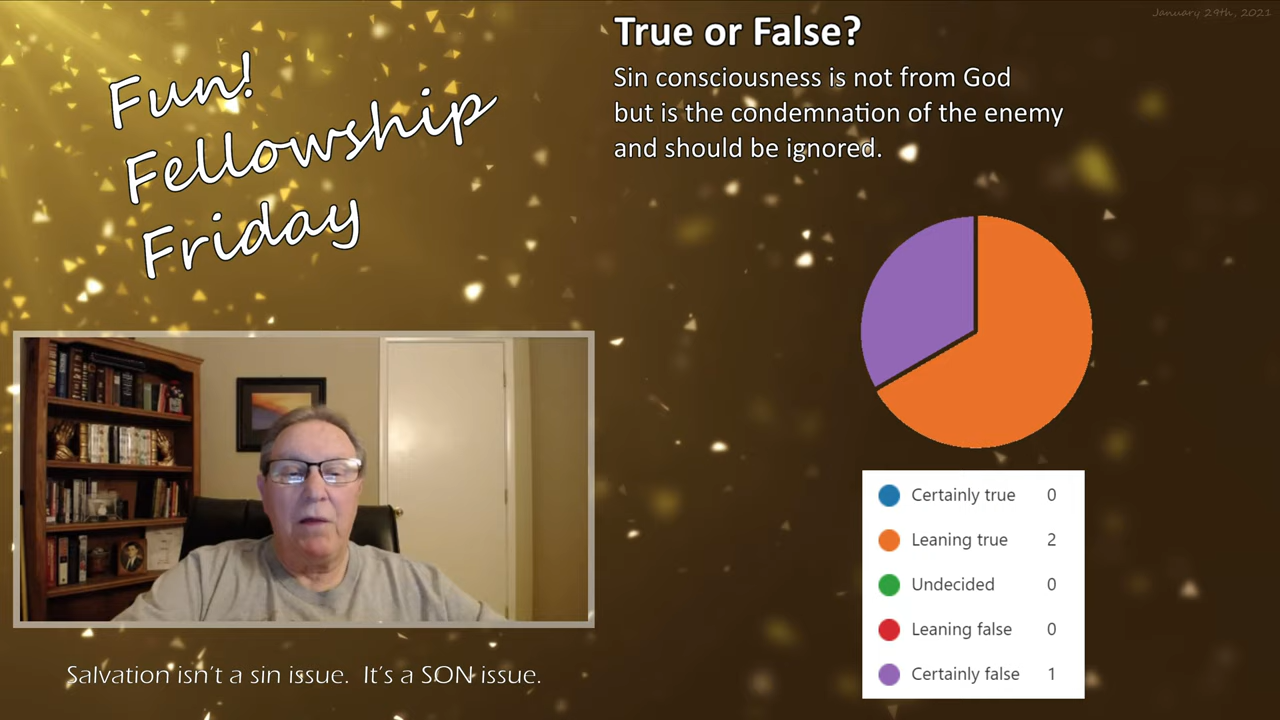 January 29th, 2021
Fun!
Fellowship
Friday
True or False?
Sin consciousness is not from God
but is the condemnation of the enemy
and should be ignored.
Certainly true 0
Leaning true 2
Undecided 0
Leaning false 0
Certainly false 1
Salvation isn't a sin issue. It's a SON issue.